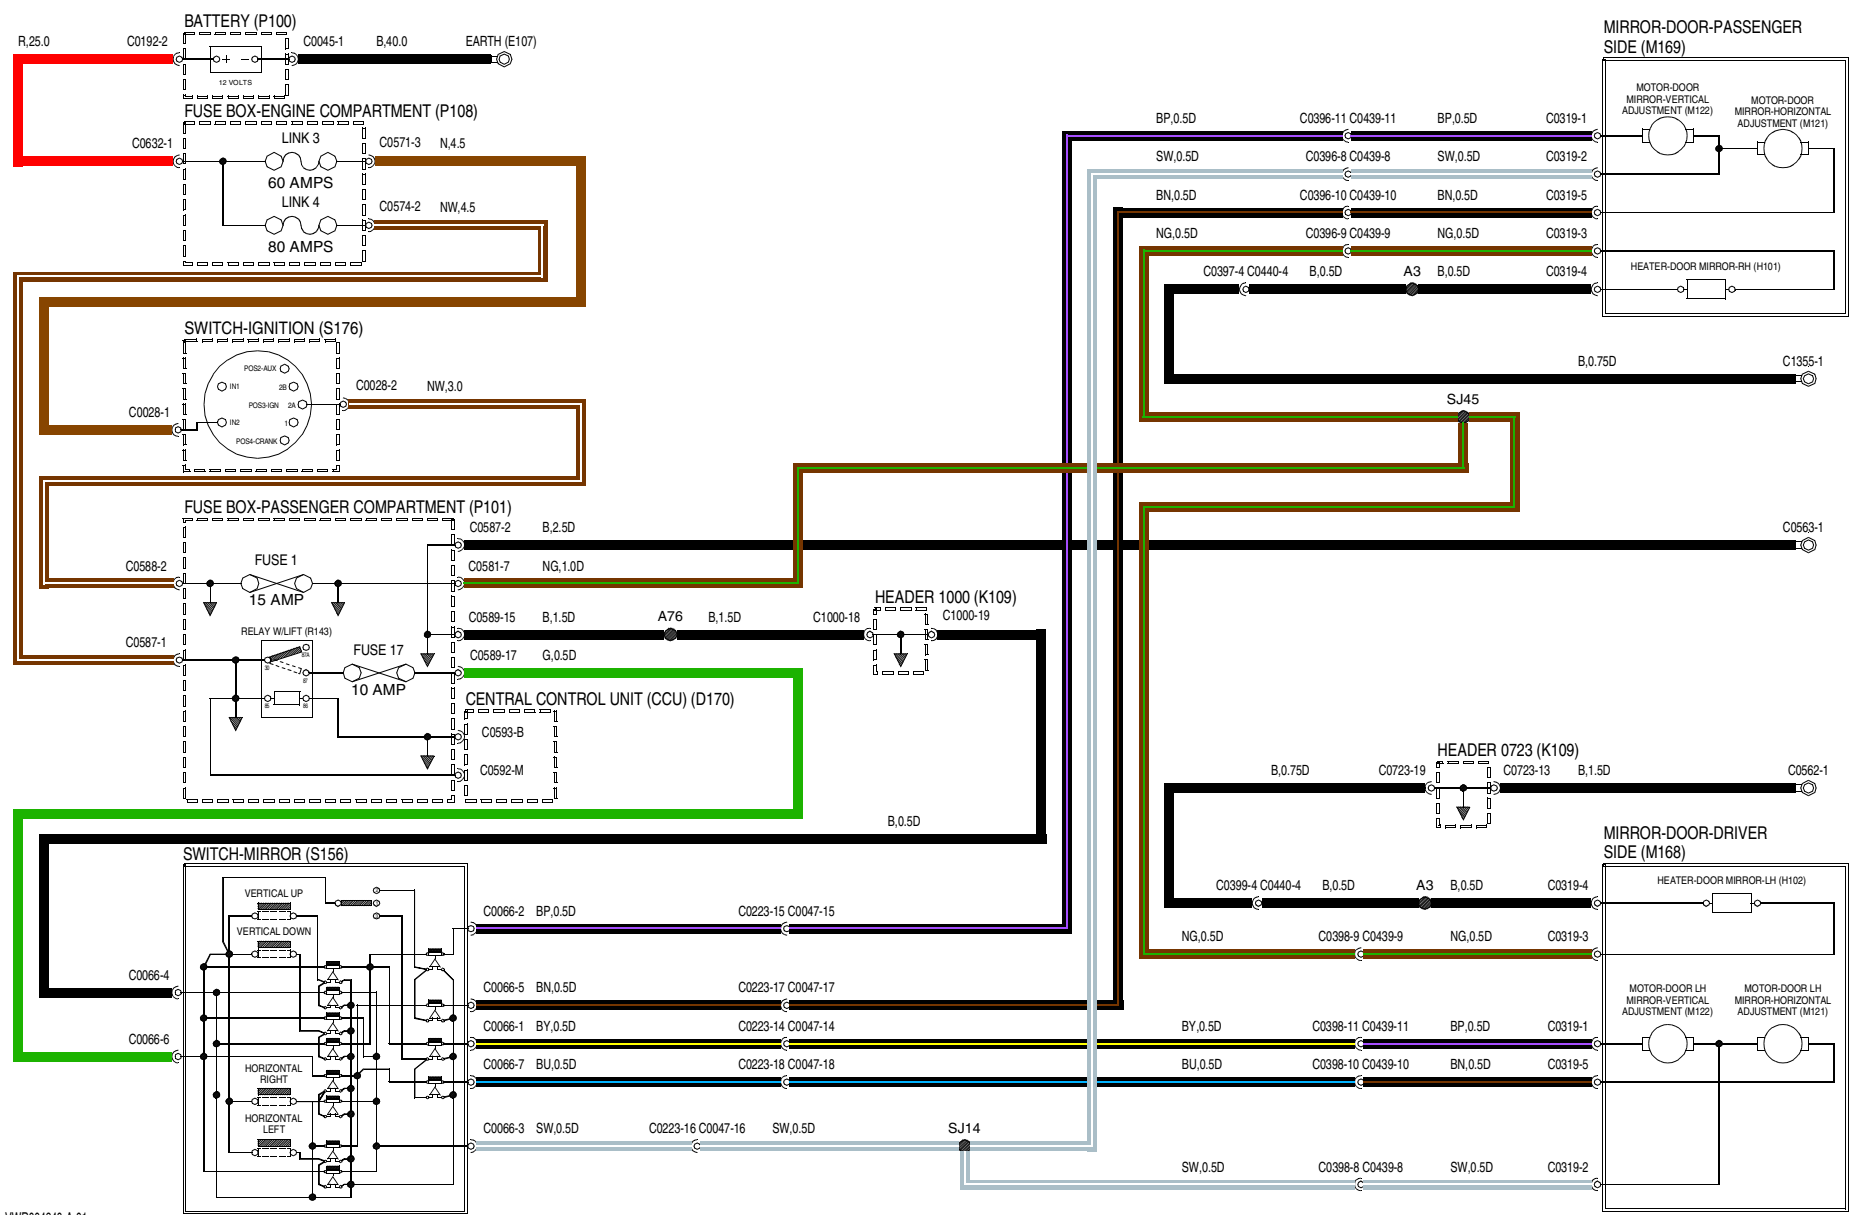 BATTERY (P100)
R,25.0
C0192-2
C0045-1
B,40.0
EARTH (E107)
12 VOLTS
FUSE BOX-ENGINE COMPARTMENT (P108)
C0632-1
LINK 3
60 AMPS
C0571-3
N,4.5
LINK 4
80 AMPS
C0574-2
NW,4.5
SWITCH-IGNITION (S176)
POS2-AUX
IN1
2B
POS3-IGN
2A
IN2
1
POS4-CRANK
C0028-1
C0028-2
NW,3.0
FUSE BOX-PASSENGER COMPARTMENT (P101)
C0587-2
B,2.5D
C0563-1
C0588-2
FUSE 1
15 AMP
C0581-7
NG,1.0D
C0587-1
RELAY W/LIFT (R143)
30
87A
87
85
86
FUSE 17
10 AMP
C0589-15
B,1.5D
A76
B,1.5D
C1000-18
HEADER 1000 (K109)
C1000-19
C0589-17
G,0.5D
CENTRAL CONTROL UNIT (CCU) (D170)
C0593-B
C0592-M
B,0.5D
SWITCH-MIRROR (S156)
VERTICAL UP
VERTICAL DOWN
HORIZONTAL
RIGHT
HORIZONTAL
LEFT
C0066-4
C0066-6
C0066-2
BP,0.5D
C0223-15 C0047-15
C0066-5
BN,0.5D
C0223-17 C0047-17
C0066-1
BY,0.5D
C0223-14 C0047-14
C0066-7
BU,0.5D
C0223-18 C0047-18
C0066-3
SW,0.5D
C0223-16 C0047-16
SW,0.5D
SJ14
MIRROR-DOOR-PASSENGER
SIDE (M169)
MOTOR-DOOR
MIRROR-VERTICAL
ADJUSTMENT (M122)
MOTOR-DOOR
MIRROR-HORIZONTAL
ADJUSTMENT (M121)
HEATER-DOOR MIRROR-RH (H101)
BP,0.5D
C0396-11 C0439-11
BP,0.5D
C0319-1
SW,0.5D
C0396-8 C0439-8
SW,0.5D
C0319-2
BN,0.5D
C0396-10 C0439-10
BN,0.5D
C0319-5
NG,0.5D
C0396-9 C0439-9
NG,0.5D
C0319-3
C0397-4 C0440-4
B,0.5D
A3
B,0.5D
C0319-4
B,0.75D
C1355-1
SJ45
HEADER 0723 (K109)
B,0.75D
C0723-19
C0723-13
B,1.5D
C0562-1
MIRROR-DOOR-DRIVER
SIDE (M168)
HEATER-DOOR MIRROR-LH (H102)
C0399-4 C0440-4
B,0.5D
A3
B,0.5D
C0319-4
NG,0.5D
C0398-9 C0439-9
NG,0.5D
C0319-3
MOTOR-DOOR LH
MIRROR-VERTICAL
ADJUSTMENT (M122)
MOTOR-DOOR LH
MIRROR-HORIZONTAL
ADJUSTMENT (M121)
BY,0.5D
C0398-11 C0439-11
BP,0.5D
C0319-1
BU,0.5D
C0398-10 C0439-10
BN,0.5D
C0319-5
SW,0.5D
C0398-8 C0439-8
SW,0.5D
C0319-2